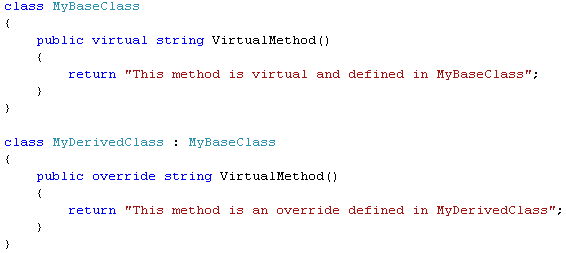 class MyBaseClass
{
    public virtual string VirtualMethod()
    {
        return "This method is virtual and defined in MyBaseClass";
    }
}

class MyDerivedClass : MyBaseClass
{
    public override string VirtualMethod()
    {
        return "This method is an override defined in MyDerivedClass";
    }
}